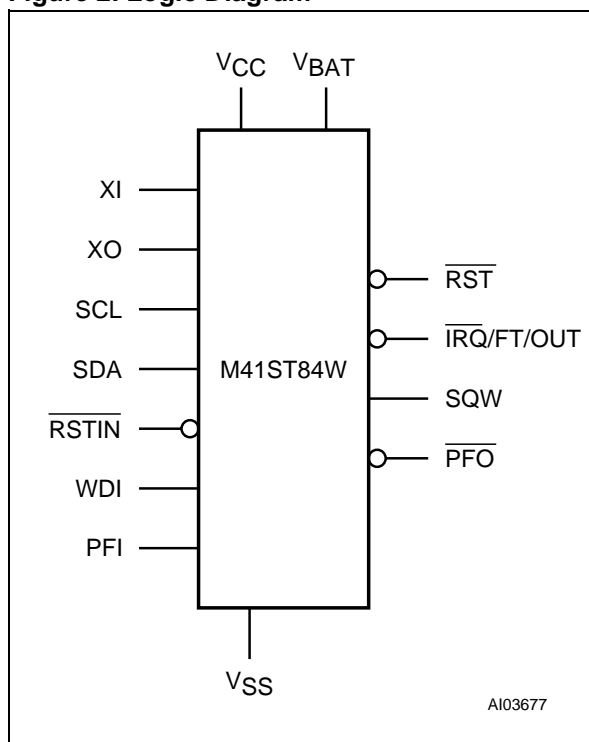 Figure 2. Logic Diagram
VCC VBAT
XI
XO
SCL
SDA
RSTIN
WDI
PFI
M41ST84W
RST
IRQ/FT/OUT
SQW
PFO
VSS
AI03677